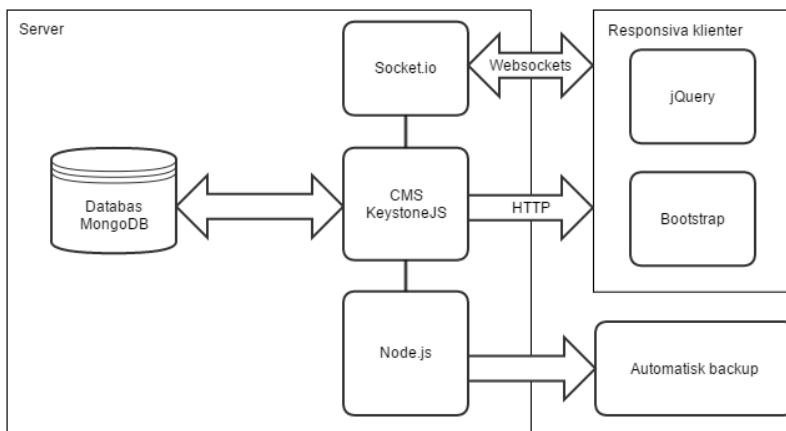 Server
Responsiva klienter
Socket.io
Websockets
jQuery
Databas
MongoDB
CMS
KeystoneJS
HTTP
Bootstrap
Node.js
Automatisk backup